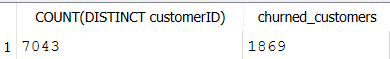 COUNT(DISTINCT customerID) churned_customers
1 7043 1869